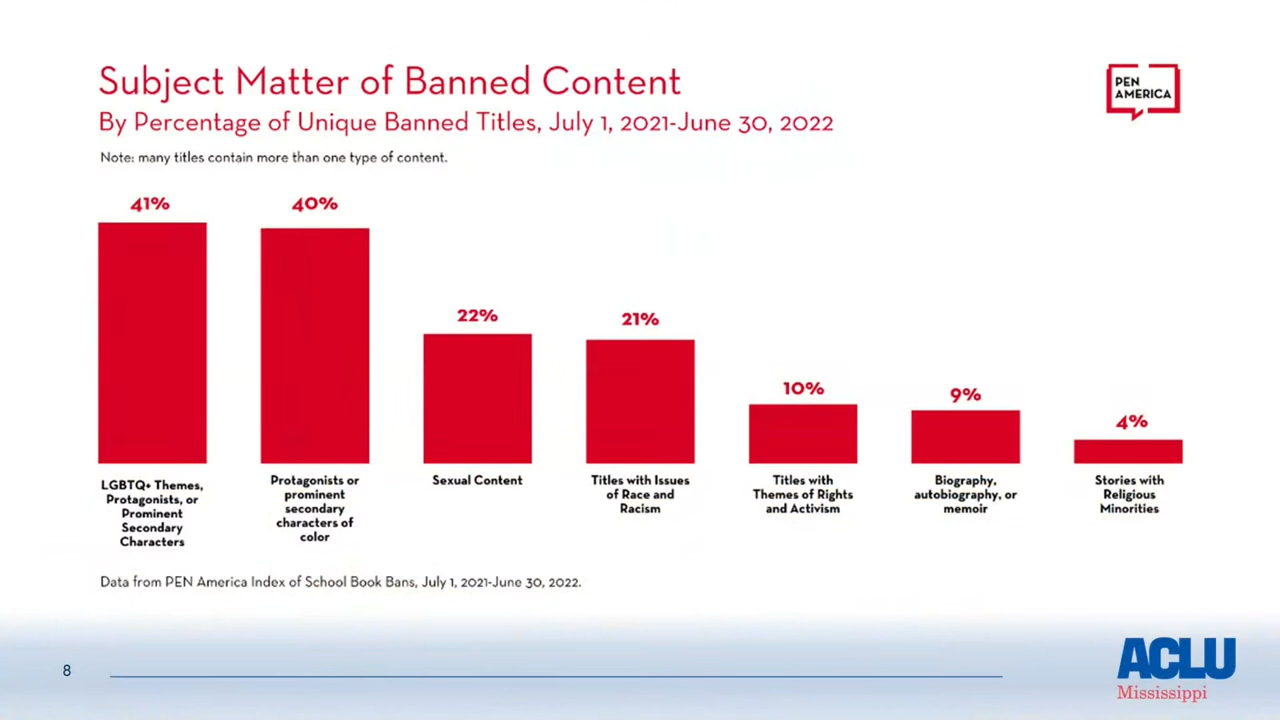 Subject Matter of Banned Content
By Percentage of Unique Banned Titles, July 1, 2021-June 30, 2022
Note: many titles contain more than one type of content.
PEN
AMERICA
41%
40%
22%
21%
10%
9%
4%
LGBTQ+ Themes,
Protagonists, or
Prominent
Secondary
Characters
Protagonists or
prominent
secondary
characters of
color
Sexual Content
Titles with Issues
of Race and
Racism
Titles with
Themes of Rights
and Activism
Biography,
autobiography, or
memoir
Stories with
Religious
Minorities
Data from PEN America Index of School Book Bans, July 1, 2021-June 30, 2022.
8
ACLU
Mississippi